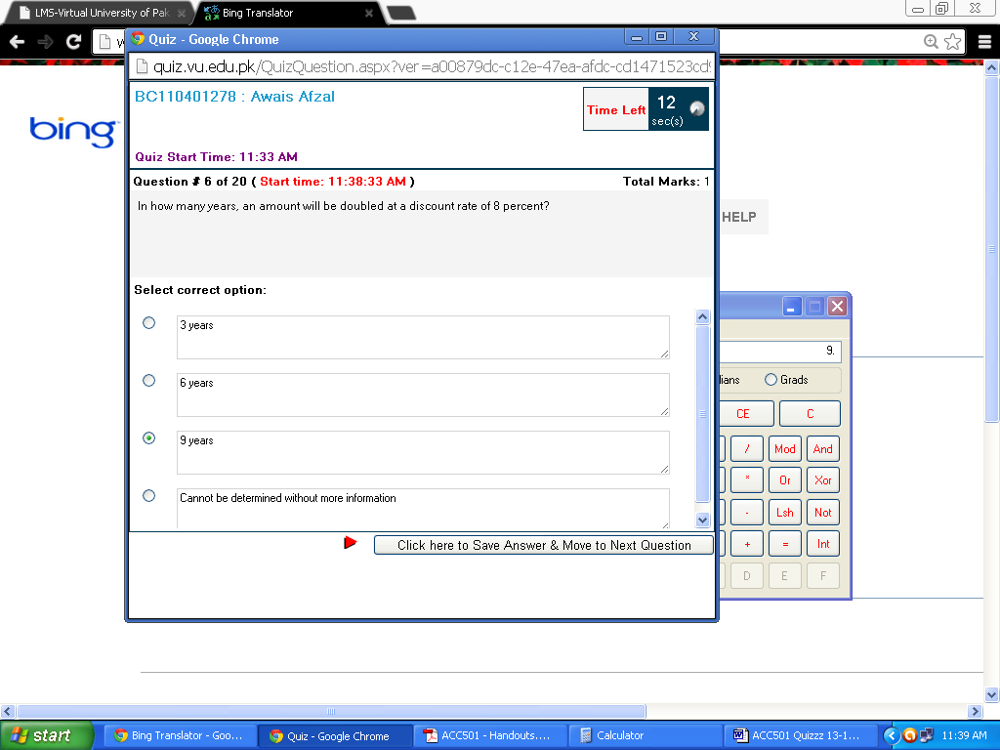 LMS-Virtual University of Pak
Bing Translator
Quiz - Google Chrome
quiz.vu.edu.pk/QuizQuestion.aspx?ver=a00879dc-c12e-47ea-afdc-cd1471523cd9
bing
BC110401278 : Awais Afzal
Time Left 12 sec(s)
Quiz Start Time: 11:33 AM
Question # 6 of 20 ( Start time: 11:38:33 AM ) Total Marks: 1
In how many years, an amount will be doubled at a discount rate of 8 percent?
HELP
Select correct option:
3 years
6 years
9 years
Cannot be determined without more information
Click here to Save Answer & Move to Next Question
9.
dians Grads
CE C
/ Mod And
* Or Xor
- Lsh Not
+ = Int
D E F
start
Bing Translator - Goo...
Quiz - Google Chrome
ACC501 - Handouts....
Calculator
ACC501 Quizzz 13-1...
11:39 AM